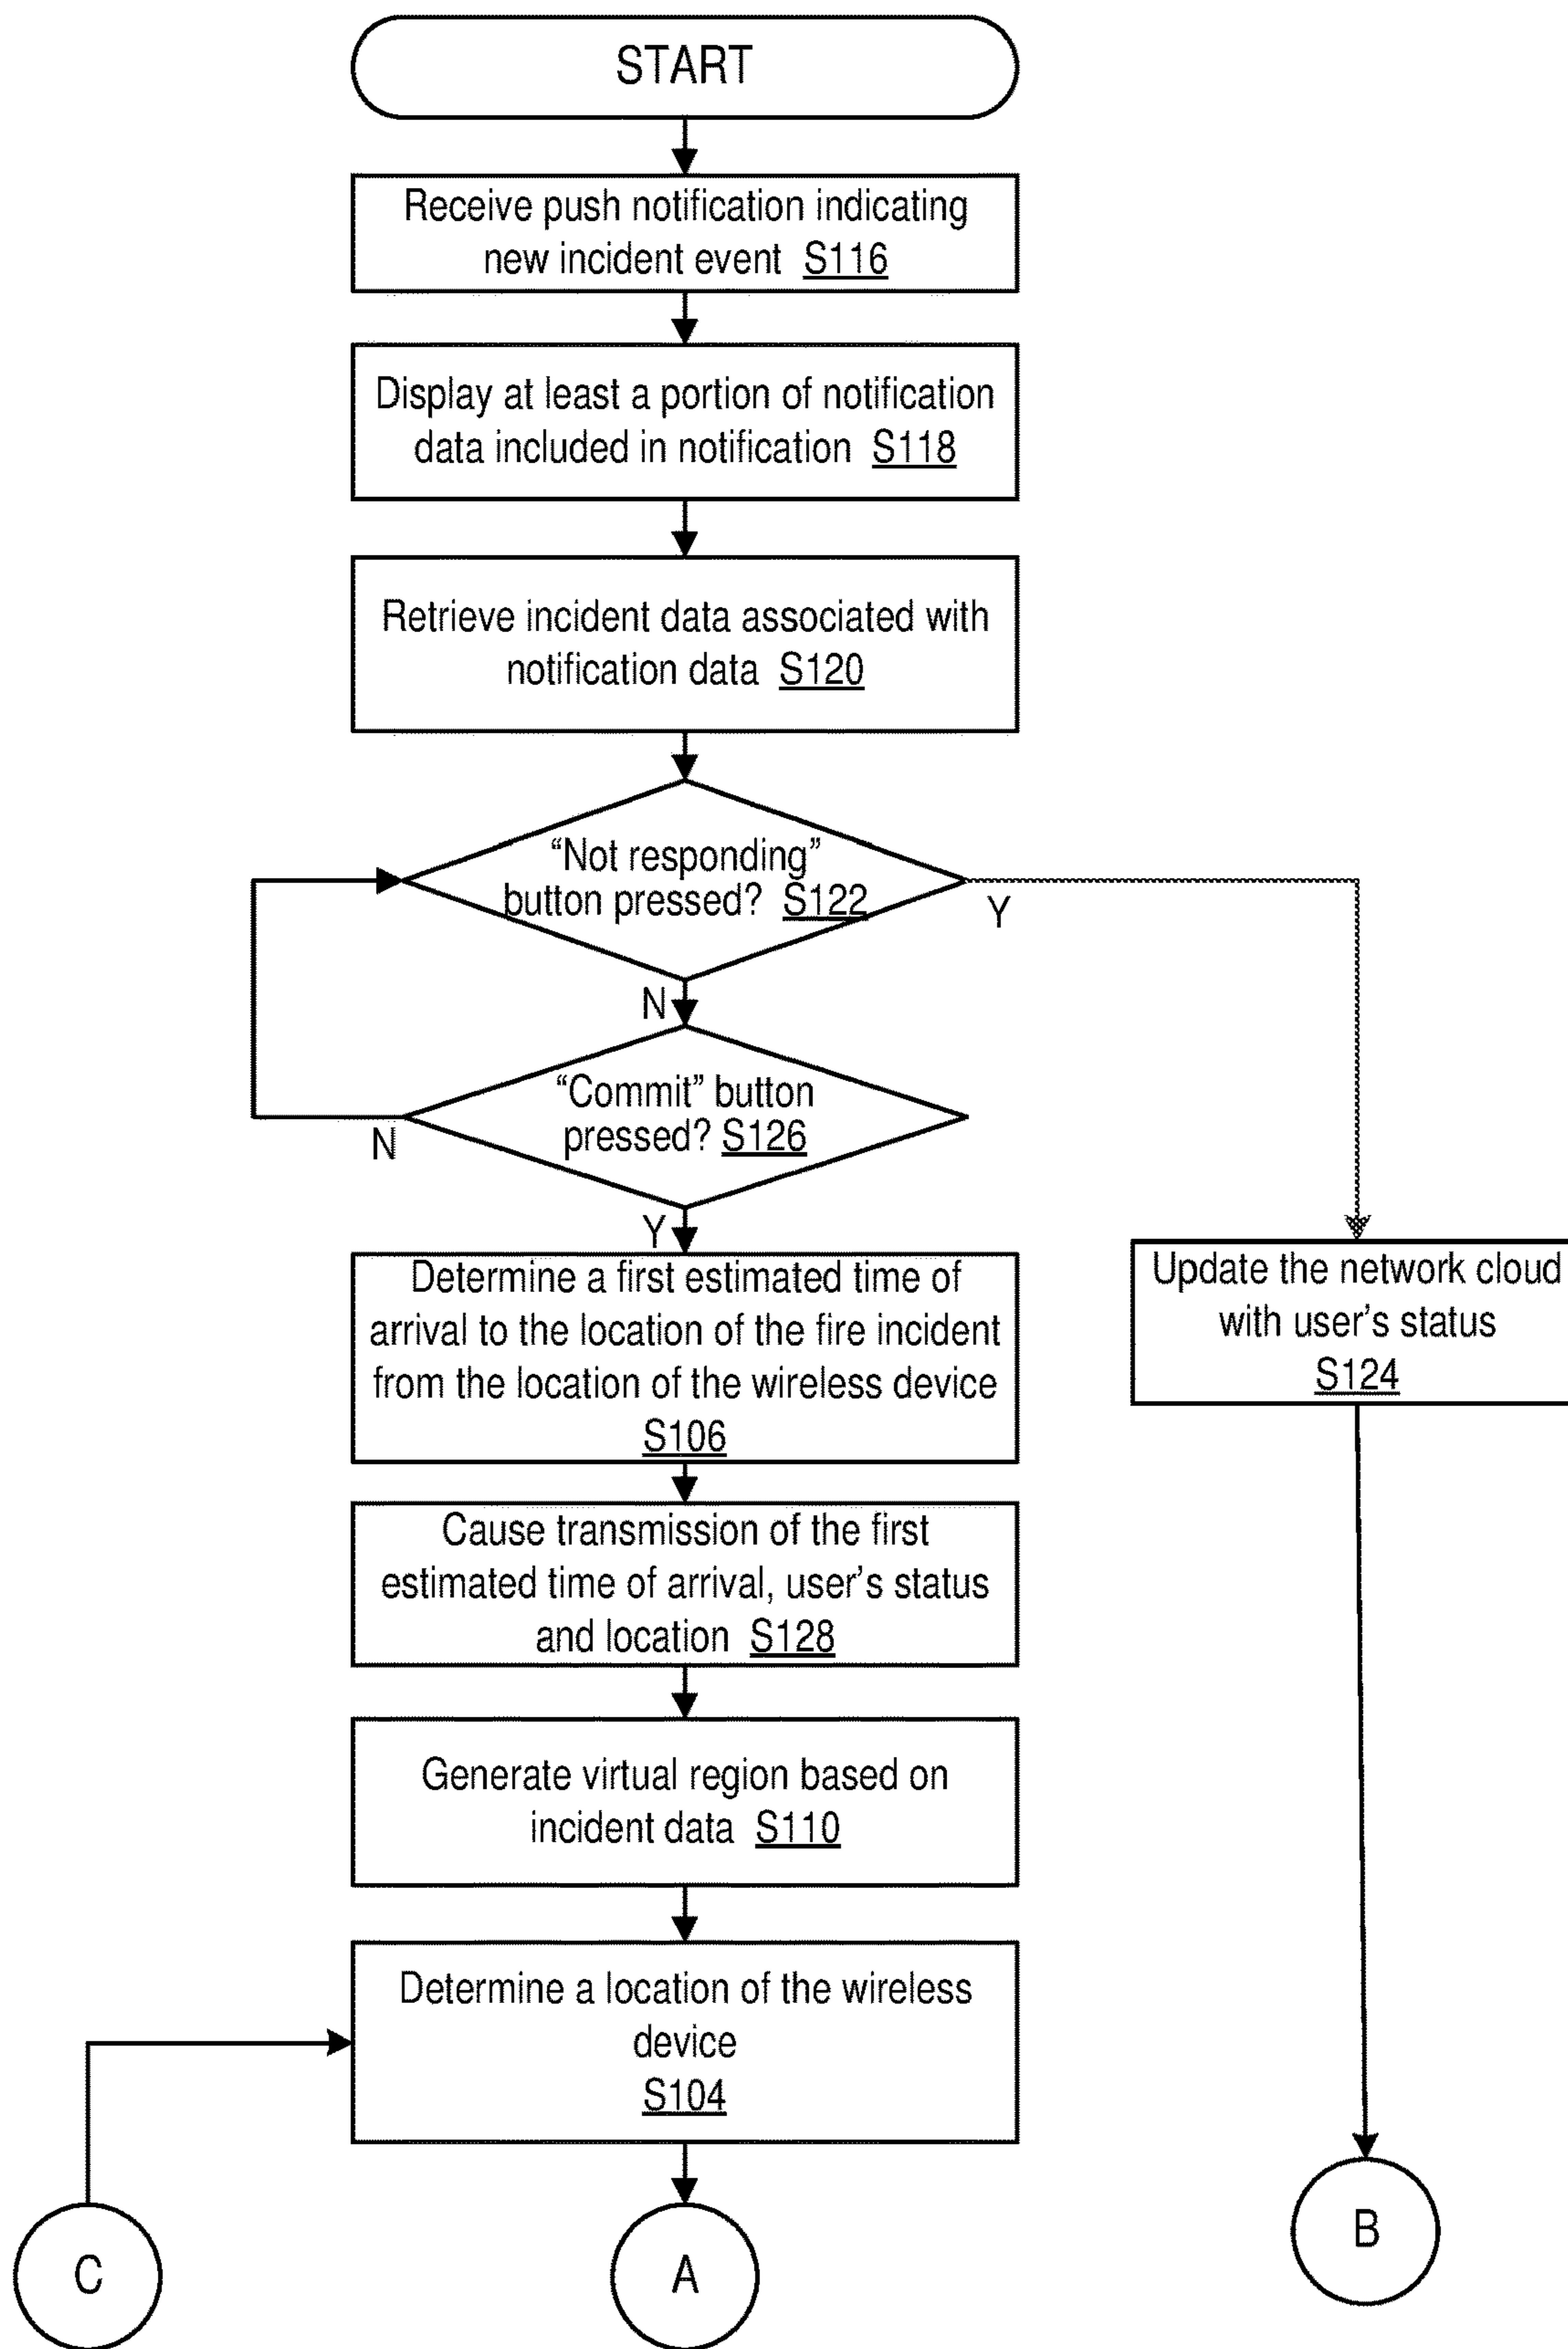 START
Receive push notification indicating
new incident event S116
Display at least a portion of notification
data included in notification S118
Retrieve incident data associated with
notification data S120
“Not responding”
button pressed? S122
Y
N
“Commit” button
pressed? S126
N
Y
Determine a first estimated time of
arrival to the location of the fire incident
from the location of the wireless device
S106
Update the network cloud
with user’s status
S124
Cause transmission of the first
estimated time of arrival, user’s status
and location S128
Generate virtual region based on
incident data S110
Determine a location of the wireless
device
S104
C
A
B